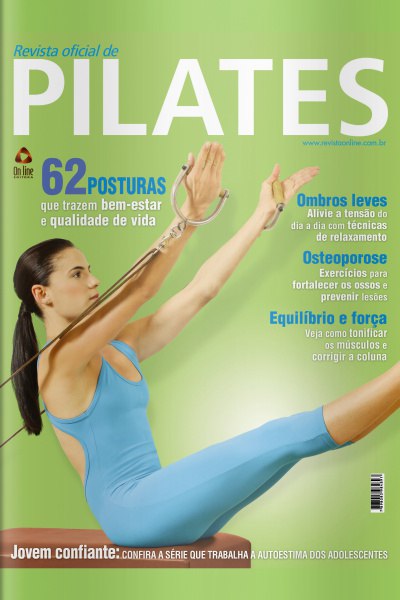 Revista oficial de
PILATES
www.revistaonline.com.br
On line
EDITORA
62 POSTURAS
que trazem bem-estar
e qualidade de vida
Ombros leves
Alivie a tensão do
dia a dia com técnicas
de relaxamento
Osteoporose
Exercícios para
fortalecer os ossos e
prevenir lesões
Equilíbrio e força
Veja como tonificar
os músculos e
corrigir a coluna
Jovem confiante: CONFIRA A SÉRIE QUE TRABALHA A AUTOESTIMA DOS ADOLESCENTES